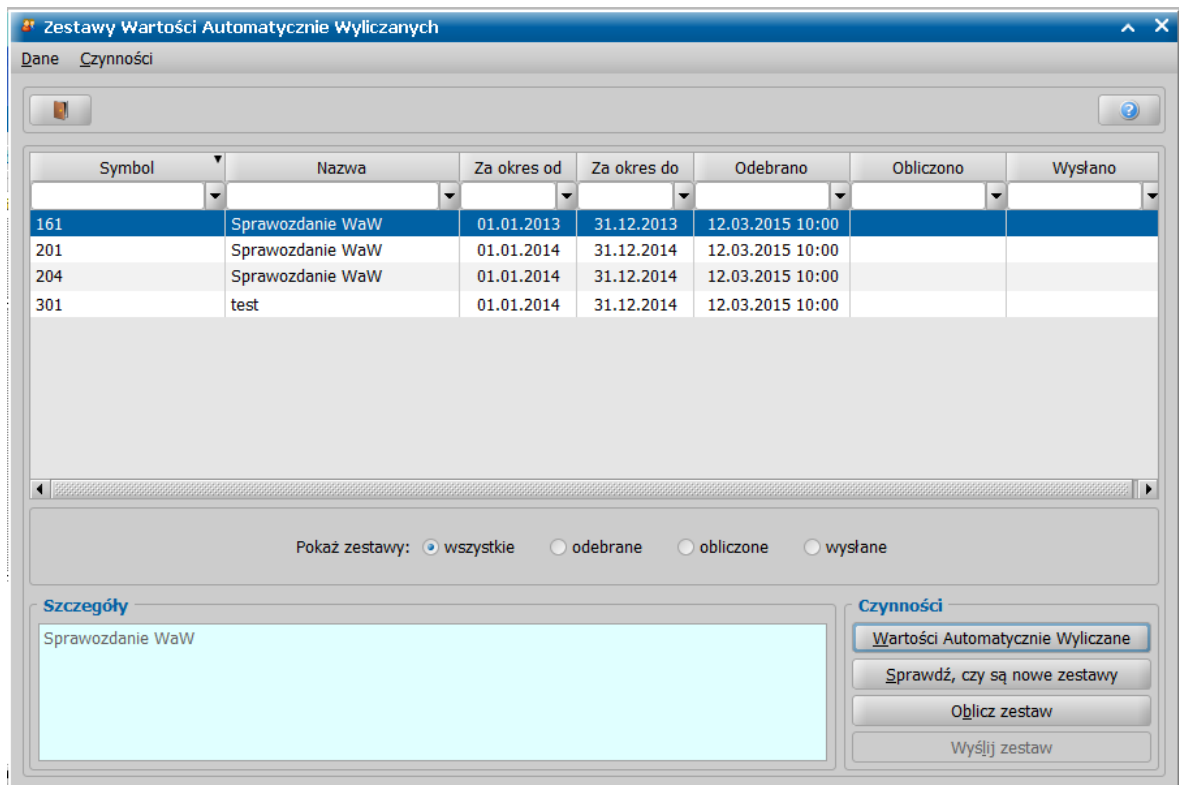 Zestawy Wartości Automatycznie Wyliczanych
Dane Czynności
Symbol Nazwa Za okres od Za okres do Odebrano Obliczono Wysłano
161 Sprawozdanie WaW 01.01.2013 31.12.2013 12.03.2015 10:00
201 Sprawozdanie WaW 01.01.2014 31.12.2014 12.03.2015 10:00
204 Sprawozdanie WaW 01.01.2014 31.12.2014 12.03.2015 10:00
301 test 01.01.2014 31.12.2014 12.03.2015 10:00
Pokaż zestawy: wszystkie odebrane obliczone wysłane
Szczegóły
Sprawozdanie WaW
Czynności
Wartości Automatycznie Wyliczane
Sprawdź, czy są nowe zestawy
Oblicz zestaw
Wyślij zestaw